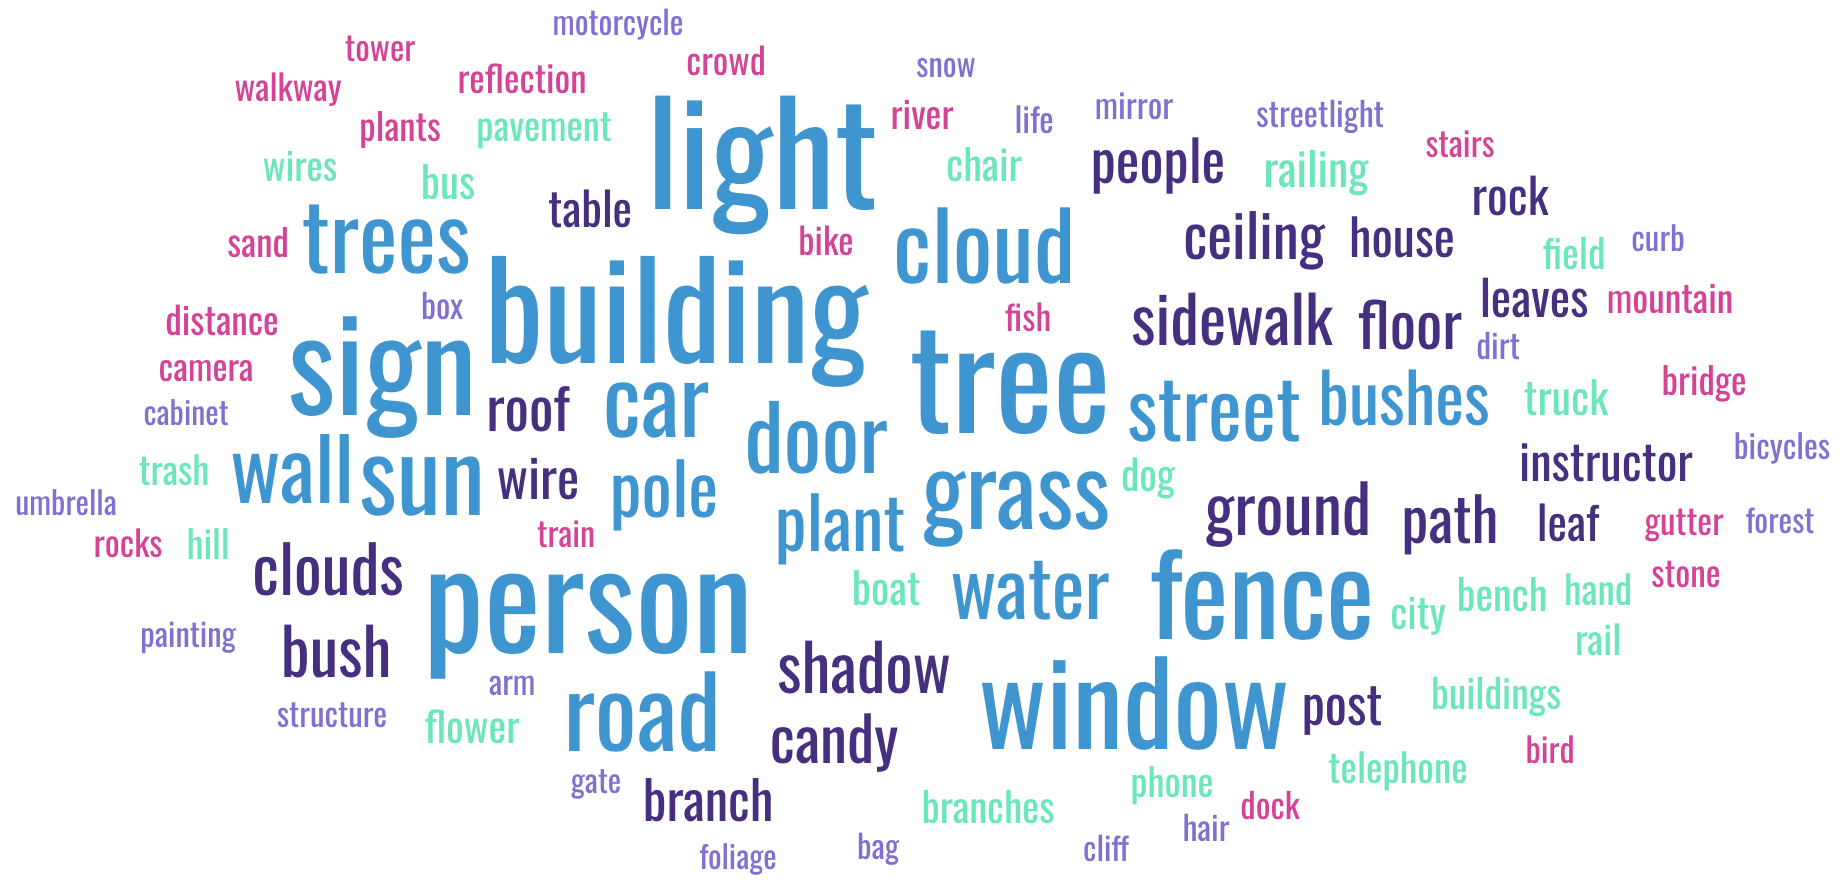 motorcycle
tower
crowd
snow
walkway
reflection
light
river
life
mirror
streetlight
plants
pavement
stairs
wires
bus
chair
people
railing
table
rock
trees
sand
bike
cloud
ceiling
house
field
curb
box
building
fish
sidewalk
floor
leaves
mountain
distance
sign
dirt
camera
roof
car
tree
street
bushes
truck
bridge
cabinet
door
trash
wall
sun
wire
pole
grass
dog
instructor
bicycles
umbrella
plant
ground
path
leaf
gutter
forest
rocks
hill
train
clouds
person
boat
water
fence
city
bench
hand
stone
painting
bush
shadow
rail
arm
structure
flower
road
candy
window
post
buildings
bird
gate
branch
branches
phone
telephone
dock
foliage
bag
cliff
hair